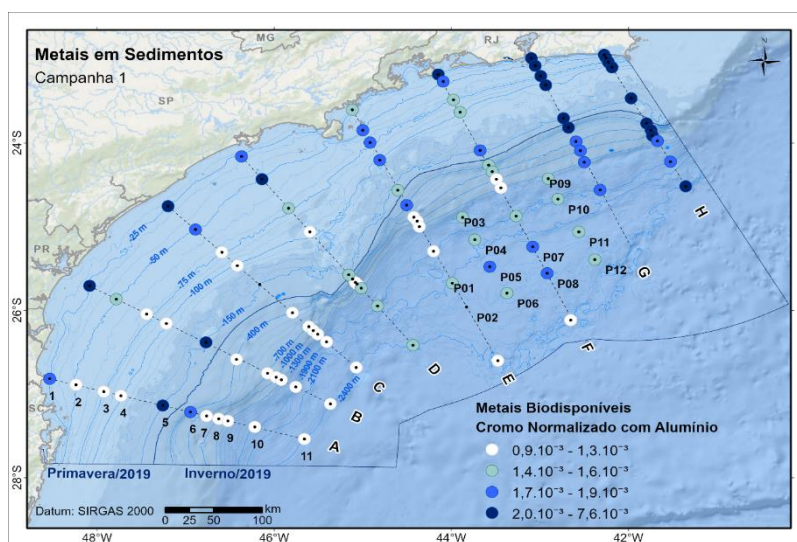 Metais em Sedimentos
Campanha 1
MG
RJ
SP
PR
SC
24°S
26°S
28°S
48°W
46°W
44°W
42°W
-25 m
-50 m
-75 m
-100 m
-150 m
-400 m
-700 m
-1000 m
-1300 m
-1900 m
-2100 m
-2400 m
P09
P10
P11
P12
P03
P04
P07
P05
P08
P06
P01
P02
H
G
F
E
D
C
B
A
1
2
3
4
5
6
7
8
9
10
11
Primavera/2019
Inverno/2019
Datum: SIRGAS 2000
0 25 50 100
km
Metais Biodisponíveis
Cromo Normalizado com Alumínio
0,9.10⁻³ - 1,3.10⁻³
1,4.10⁻³ - 1,6.10⁻³
1,7.10⁻³ - 1,9.10⁻³
2,0.10⁻³ - 7,6.10⁻³